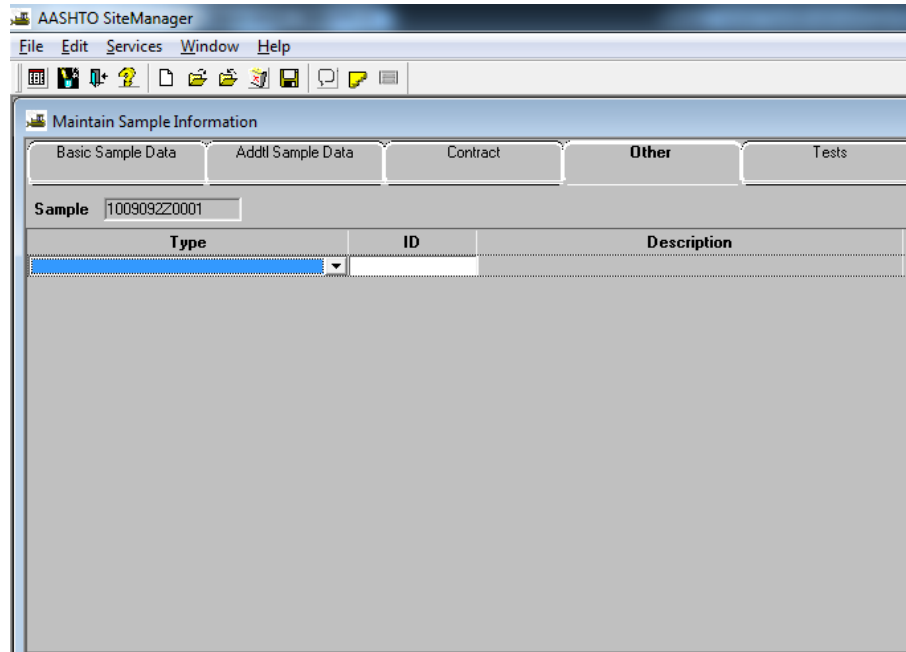 AASHTO SiteManager
File Edit Services Window Help
Maintain Sample Information
Basic Sample Data Addtl Sample Data Contract Other Tests
Sample 1009092Z0001
Type ID Description